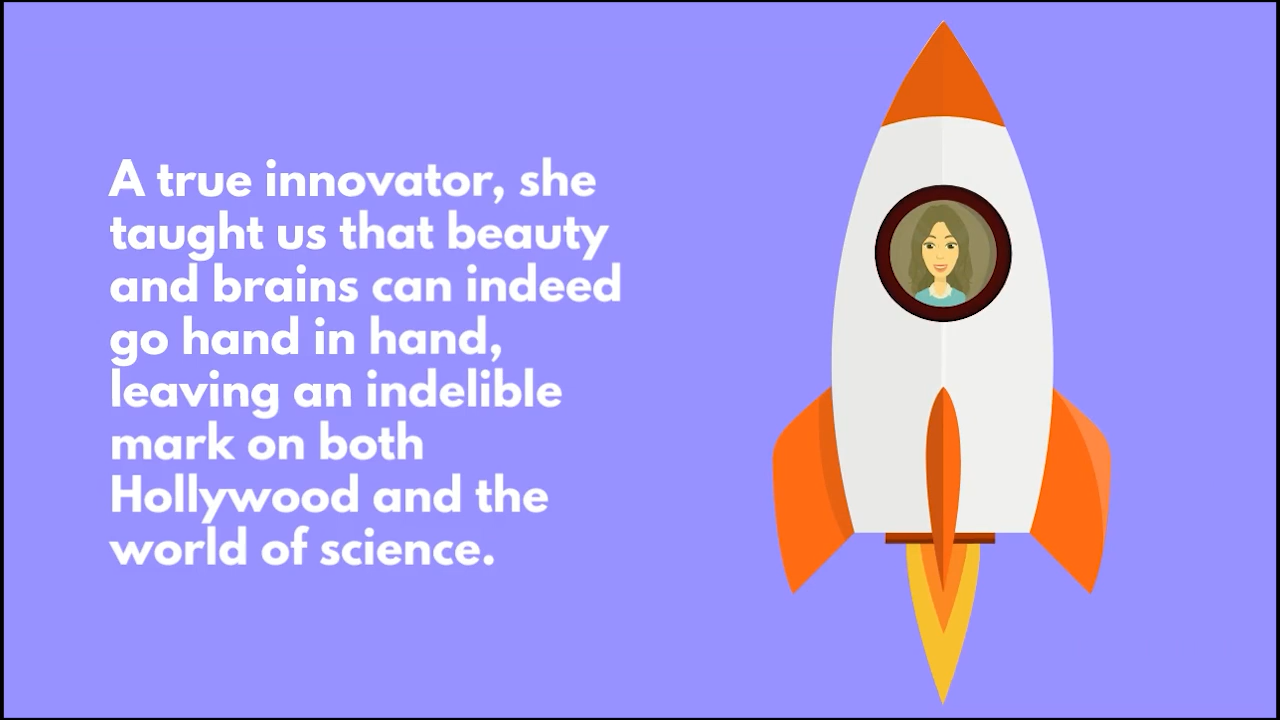 A true innovator, she
taught us that beauty
and brains can indeed
go hand in hand,
leaving an indelible
mark on both
Hollywood and the
world of science.